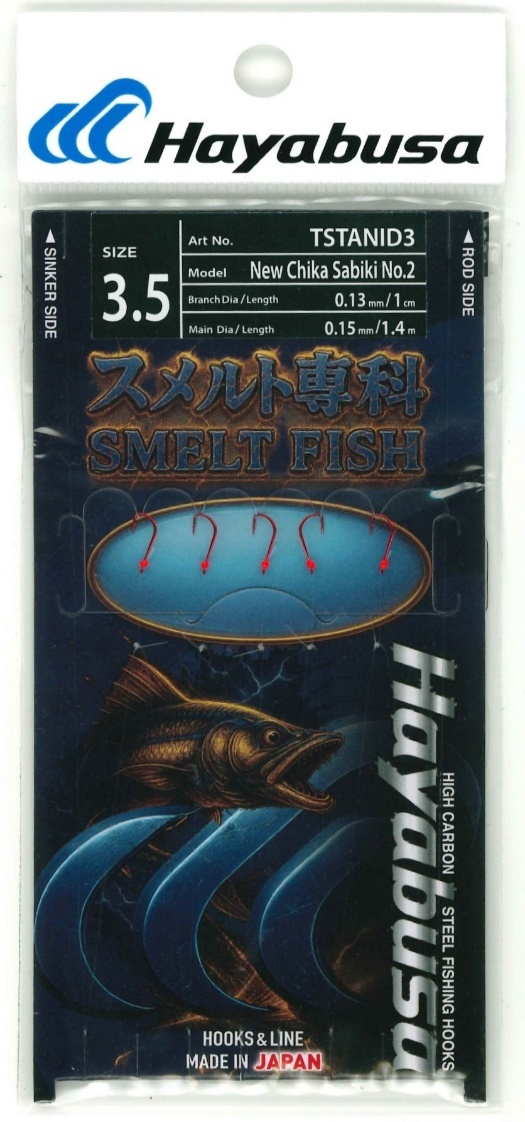 Hayabusa
SINKER SIDE
ROD SIDE
SIZE
3.5
Art No. TSTANID3
Model New Chika Sabiki No.2
Branch Dia / Length 0.13 mm / 1 cm
Main Dia / Length 0.15 mm / 1.4 m
スメルト専科
SMELT FISH
Hayabusa
HIGH CARBON STEEL FISHING HOOKS
HOOKS & LINE
MADE IN JAPAN